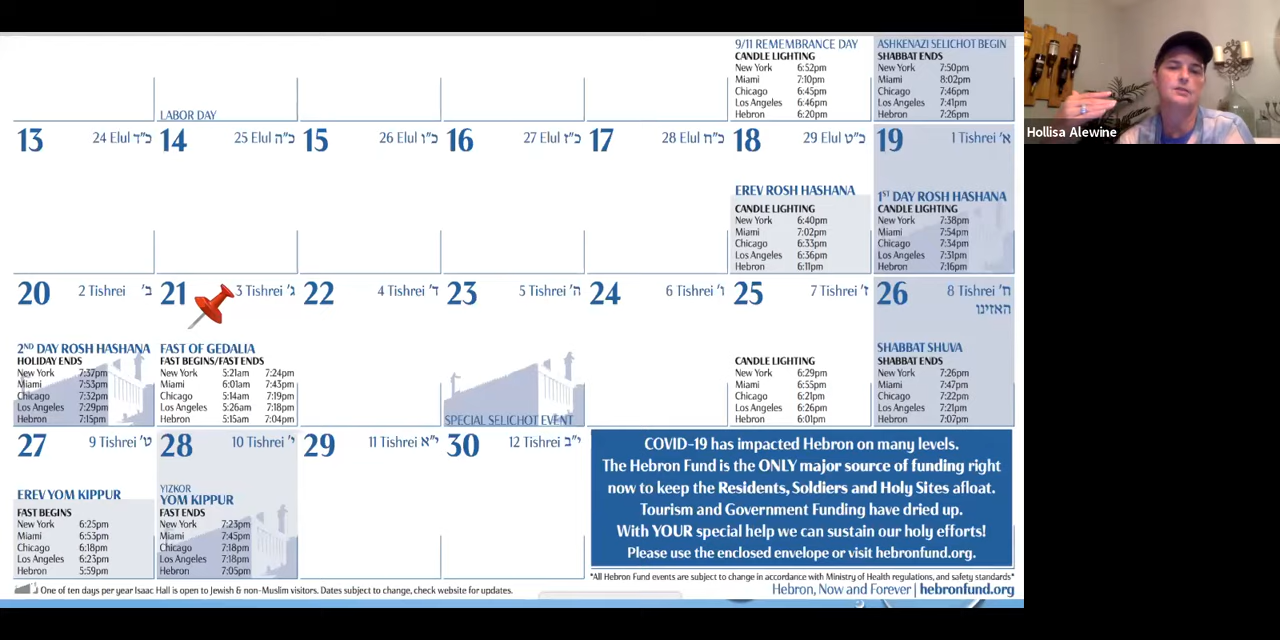 9/11 REMEMBRANCE DAY
CANDLE LIGHTING
New York 6:52pm
Miami 7:10pm
Chicago 6:45pm
Los Angeles 6:46pm
Hebron 6:20pm
ASHKENAZI SELICHOT BEGIN
SHABBAT ENDS
New York 7:50pm
Miami 8:02pm
Chicago 7:46pm
Los Angeles 7:41pm
Hebron 7:26pm
Hollisa Alewine
LABOR DAY
13 24 Elul כ"ד
14 25 Elul כ"ה
15 26 Elul כ"ו
16 27 Elul כ"ז
17 28 Elul כ"ח
18 29 Elul כ"ט
19 1 Tishrei א'
EREV ROSH HASHANA
CANDLE LIGHTING
New York 6:40pm
Miami 7:02pm
Chicago 6:33pm
Los Angeles 6:36pm
Hebron 6:11pm
1ST DAY ROSH HASHANA
CANDLE LIGHTING
New York 7:38pm
Miami 7:54pm
Chicago 7:34pm
Los Angeles 7:31pm
Hebron 7:16pm
20 2 Tishrei ב'
21 3 Tishrei ג'
22 4 Tishrei ד'
23 5 Tishrei ה'
24 6 Tishrei ו'
25 7 Tishrei ז'
26 8 Tishrei ח'
האזינו
2ND DAY ROSH HASHANA
HOLIDAY ENDS
New York 7:37pm
Miami 7:53pm
Chicago 7:32pm
Los Angeles 7:29pm
Hebron 7:15pm
FAST OF GEDALIA
FAST BEGINS/FAST ENDS
New York 5:21am 7:24pm
Miami 6:01am 7:43pm
Chicago 5:14am 7:19pm
Los Angeles 5:26am 7:18pm
Hebron 5:15am 7:04pm
SPECIAL SELICHOT EVENT
CANDLE LIGHTING
New York 6:29pm
Miami 6:55pm
Chicago 6:21pm
Los Angeles 6:26pm
Hebron 6:01pm
SHABBAT SHUVA
SHABBAT ENDS
New York 7:26pm
Miami 7:47pm
Chicago 7:22pm
Los Angeles 7:21pm
Hebron 7:07pm
27 9 Tishrei ט'
28 10 Tishrei י'
29 11 Tishrei י"א
30 12 Tishrei י"ב
EREV YOM KIPPUR
FAST BEGINS
New York 6:25pm
Miami 6:53pm
Chicago 6:18pm
Los Angeles 6:23pm
Hebron 5:59pm
YIZKOR
YOM KIPPUR
FAST ENDS
New York 7:23pm
Miami 7:45pm
Chicago 7:18pm
Los Angeles 7:18pm
Hebron 7:05pm
COVID-19 has impacted Hebron on many levels.
The Hebron Fund is the ONLY major source of funding right
now to keep the Residents, Soldiers and Holy Sites afloat.
Tourism and Government Funding have dried up.
With YOUR special help we can sustain our holy efforts!
Please use the enclosed envelope or visit hebronfund.org.
*All Hebron Fund events are subject to change in accordance with Ministry of Health regulations, and safety standards*
One of ten days per year Isaac Hall is open to Jewish & non-Muslim visitors. Dates subject to change, check website for updates.
Hebron, Now and Forever | hebronfund.org